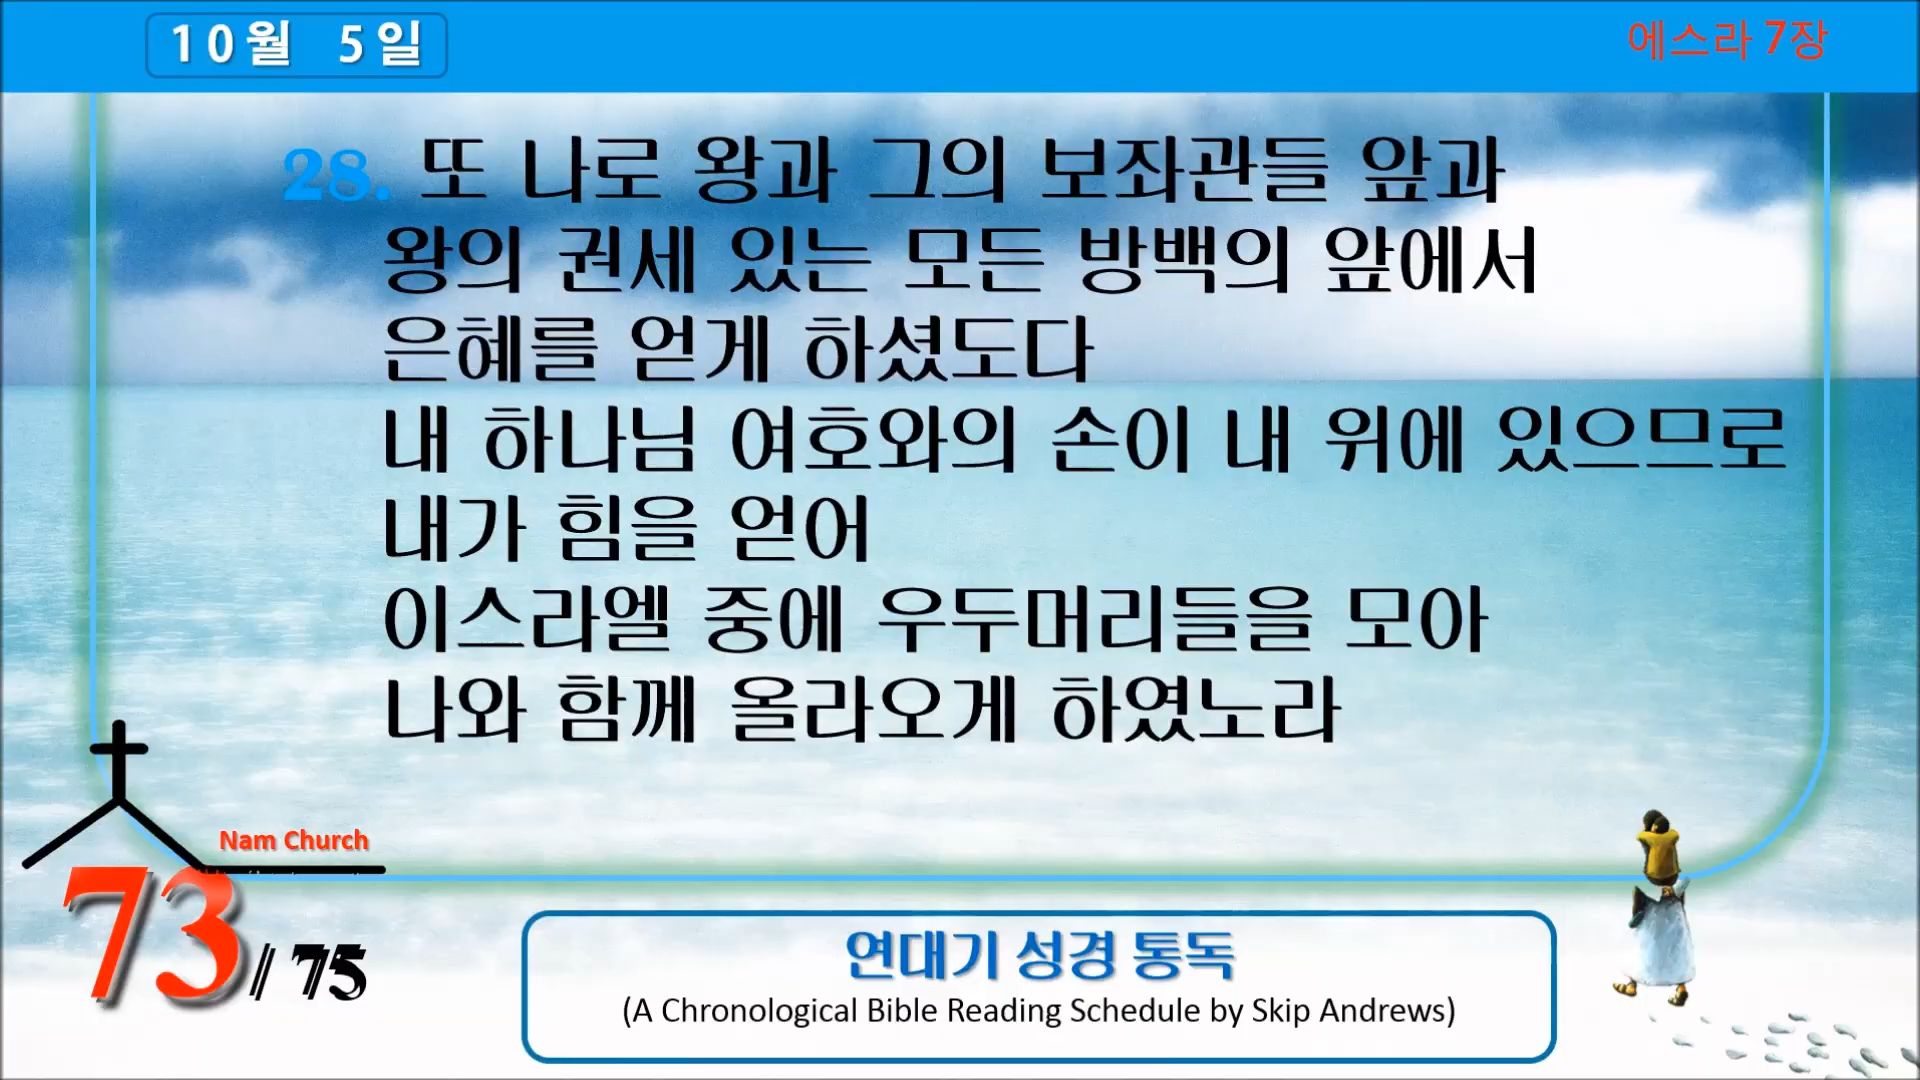 10월 5일
에스라 7장
28. 또 나로 왕과 그의 보좌관들 앞과
왕의 권세 있는 모든 방백의 앞에서
은혜를 얻게 하셨도다
내 하나님 여호와의 손이 내 위에 있으므로
내가 힘을 얻어
이스라엘 중에 우두머리들을 모아
나와 함께 올라오게 하였노라
Nam Church
73 / 75
연대기 성경 통독
(A Chronological Bible Reading Schedule by Skip Andrews)